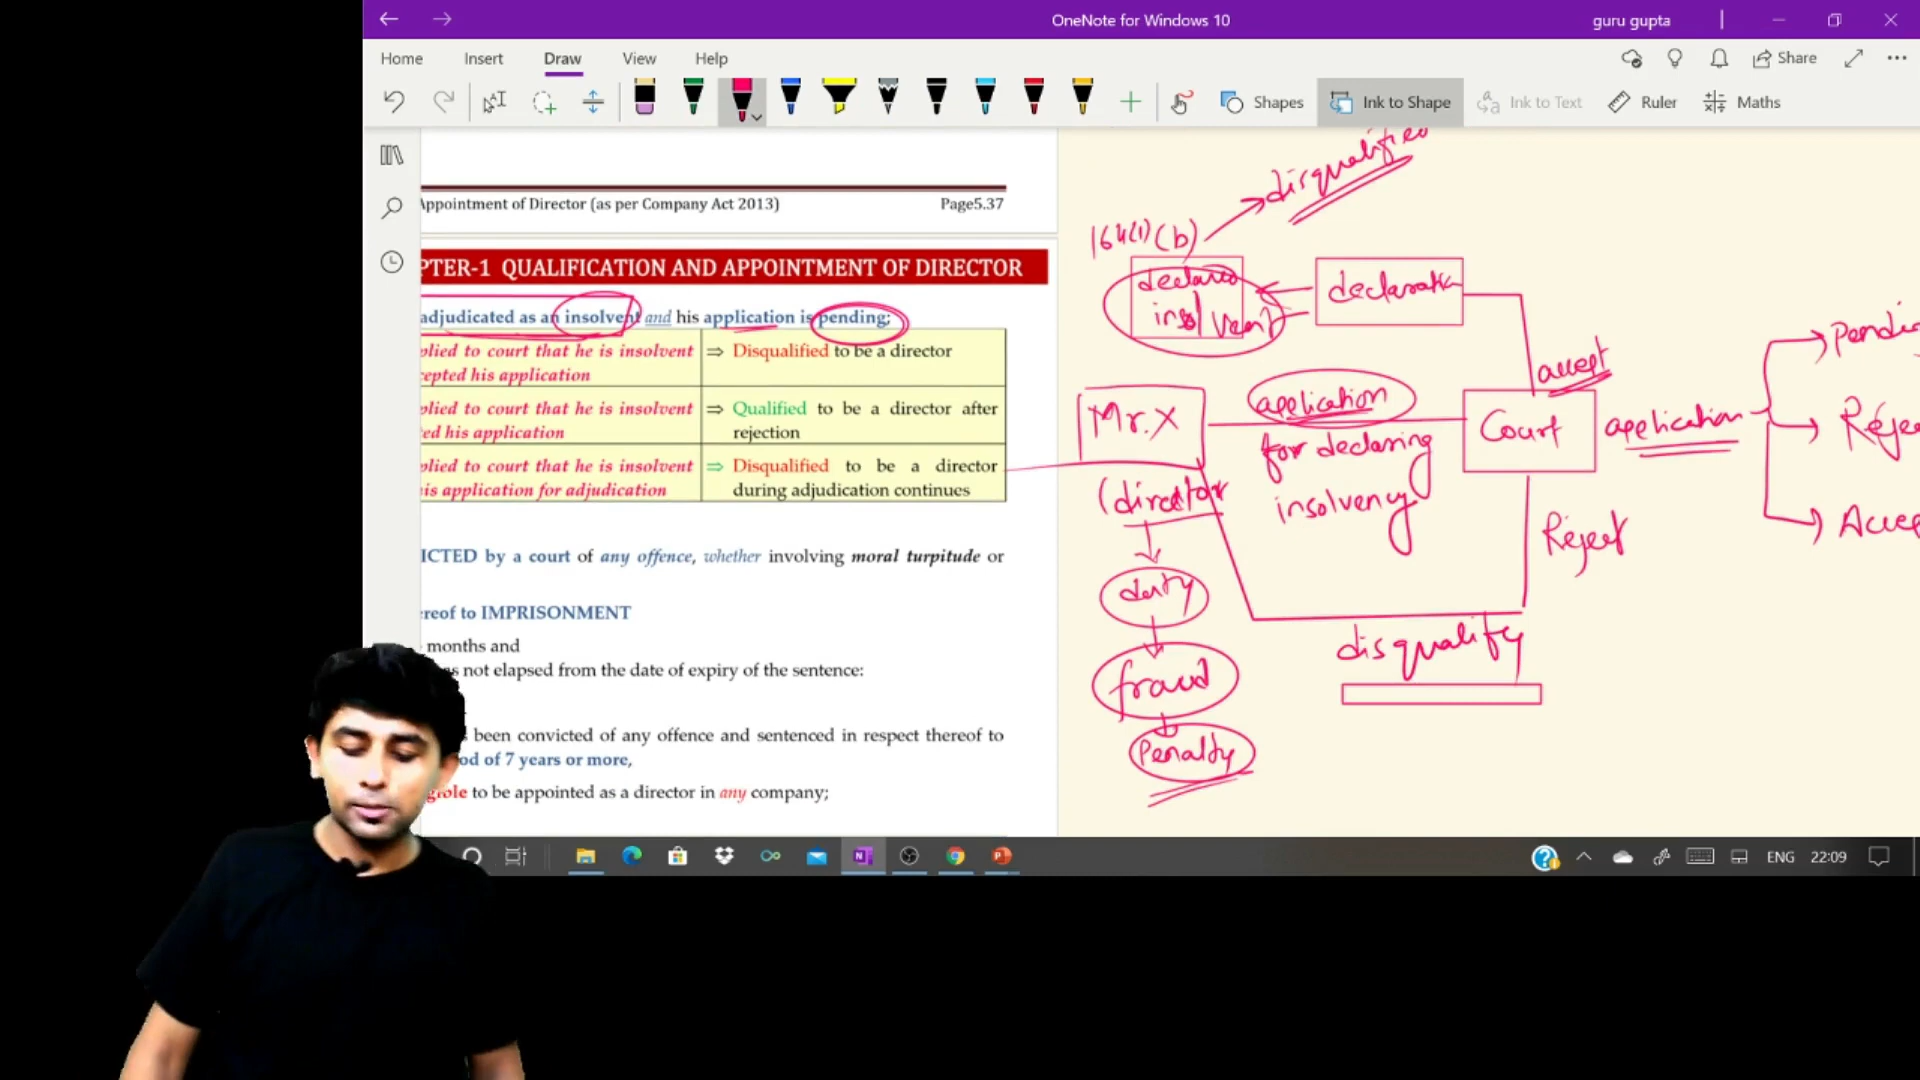 OneNote for Windows 10
guru gupta
Home Insert Draw View Help
Share
Shapes
Ink to Shape
Ink to Text
Ruler
Maths
Appointment of Director (as per Company Act 2013) Page5.37
PTER-1 QUALIFICATION AND APPOINTMENT OF DIRECTOR
adjudicated as an insolvent and his application is pending;
plied to court that he is insolvent
cepted his application
⇒ Disqualified to be a director
plied to court that he is insolvent
ted his application
⇒ Qualified to be a director after
rejection
plied to court that he is insolvent
is application for adjudication
⇒ Disqualified to be a director
during adjudication continues
ICTED by a court of any offence, whether involving moral turpitude or
reof to IMPRISONMENT
months and
s not elapsed from the date of expiry of the sentence:
been convicted of any offence and sentenced in respect thereof to
od of 7 years or more,
gible to be appointed as a director in any company;
disqualified
164(1) (b)
declared
insolvent
declaration
accept
Mr. X
application
for declaring
insolvency
Court
application
Pendi
Rejec
Accep
(director
duty
fraud
Penalty
Reject
disqualify
ENG 22:09